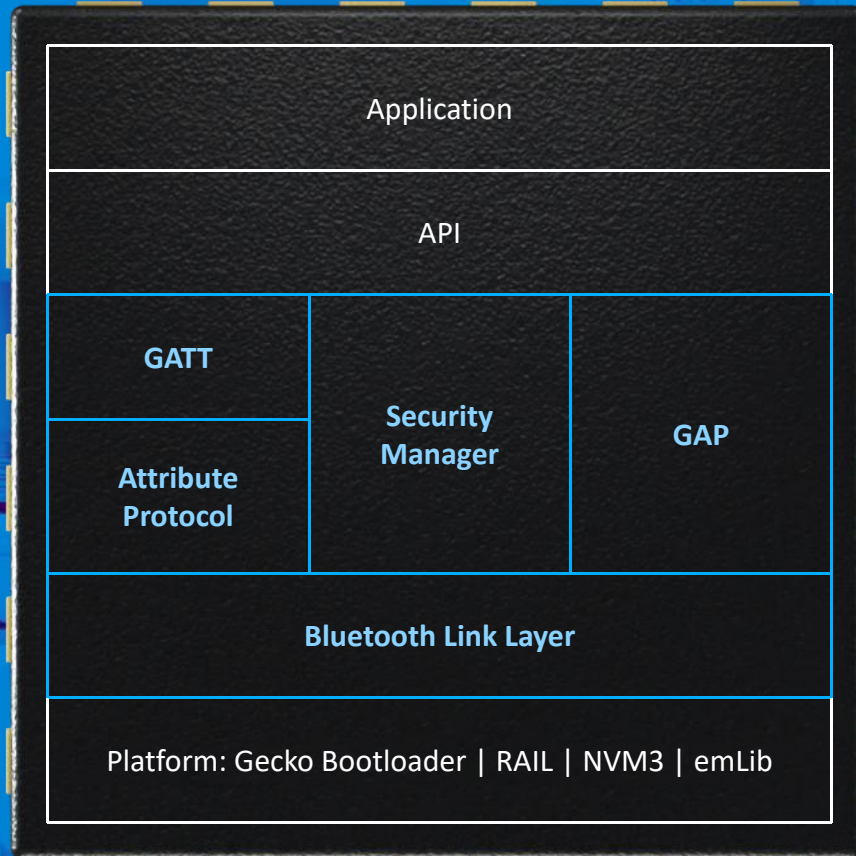 Application
API
GATT
Security
Manager
GAP
Attribute
Protocol
Bluetooth Link Layer
Platform: Gecko Bootloader | RAIL | NVM3 | emLib